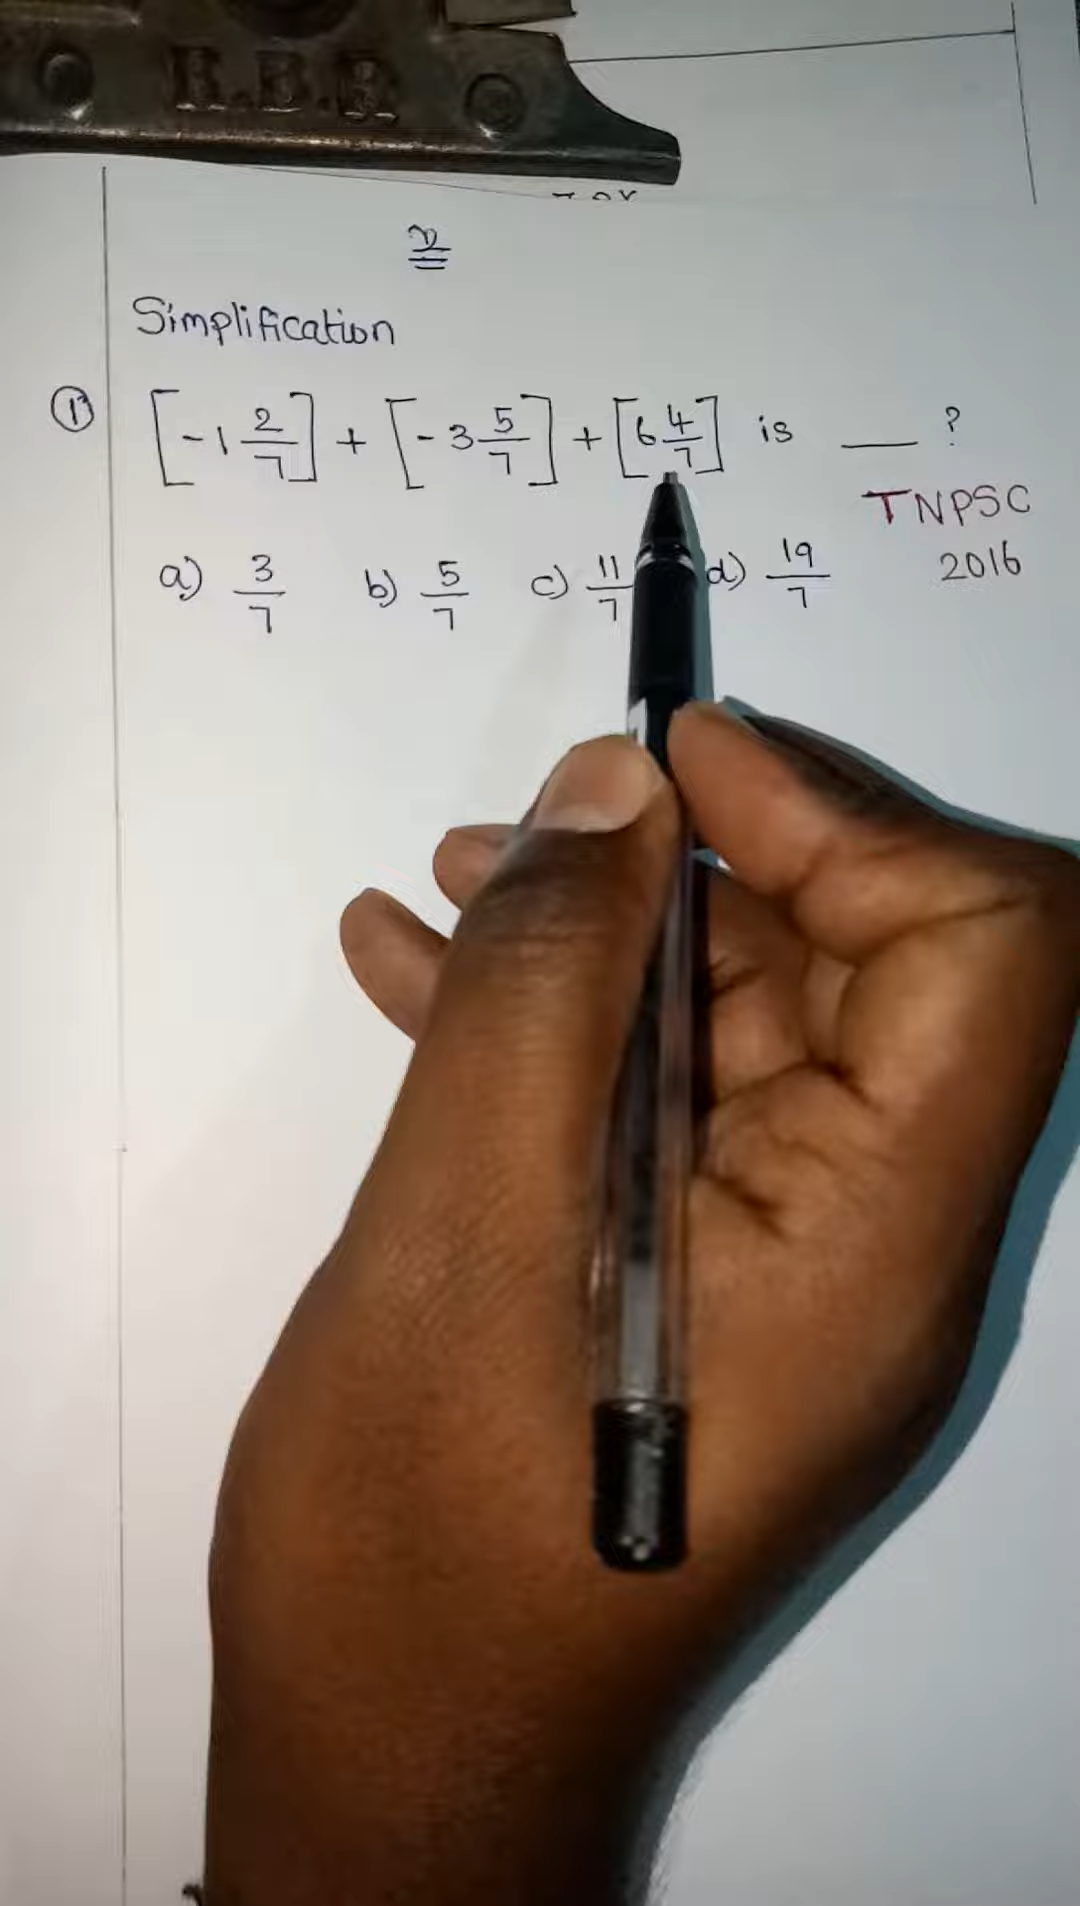 R.B.B
உ
Simplification
① [-1 2/7] + [-3 5/7] + [6 4/7] is ___ ?
TNPSC
a) 3/7 b) 5/7 c) 11/7 d) 19/7
2016